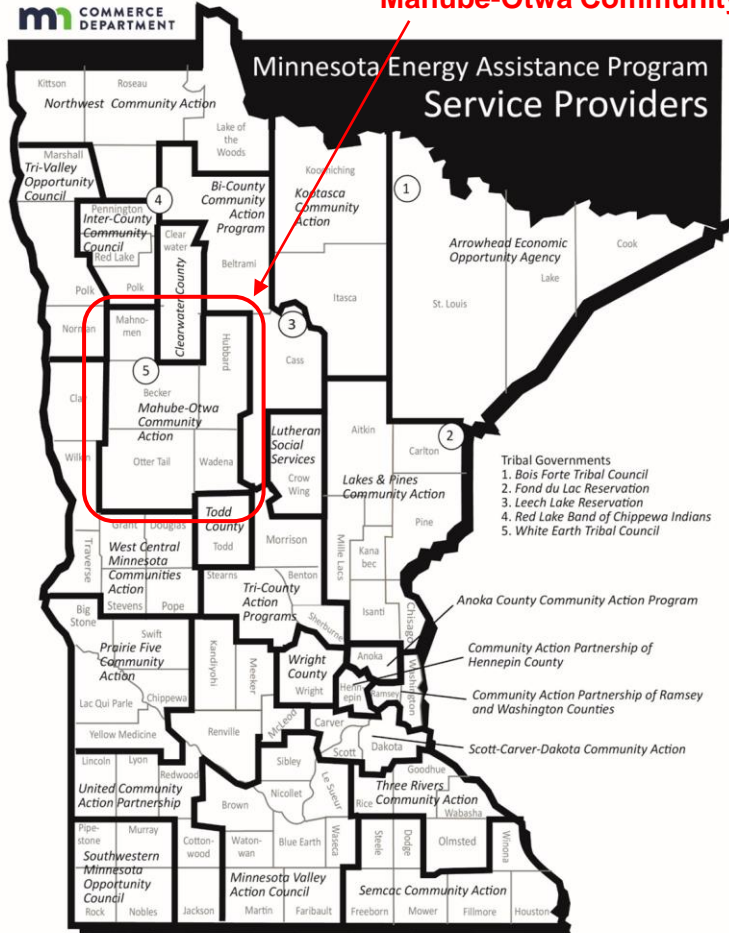 Mahube-Otwa Community
COMMERCE
DEPARTMENT
Minnesota Energy Assistance Program
Service Providers
Kittson
Roseau
Northwest Community Action
Lake of
the
Woods
Marshall
Tri-Valley
Opportunity
Council
Koochiching
Kootasca
Community
Action
1
4
Bi-County
Community
Action
Program
Pennington
Inter-County
Community
Council
Red Lake
Clear
water
Beltrami
Arrowhead Economic
Opportunity Agency
Cook
Lake
St. Louis
Polk
Polk
Clearwater County
Itasca
Norman
Mahno-
men
Hubbard
3
Cass
5
Becker
Mahube-Otwa
Community
Action
Clay
Wilkin
Otter Tail
Wadena
Lutheran
Social
Services
Crow
Wing
Aitkin
2
Carlton
Lakes & Pines
Community Action
Pine
Tribal Governments
1. Bois Forte Tribal Council
2. Fond du Lac Reservation
3. Leech Lake Reservation
4. Red Lake Band of Chippewa Indians
5. White Earth Tribal Council
Todd
County
Todd
Grant
Douglas
West Central
Minnesota
Communities
Action
Traverse
Stevens
Pope
Morrison
Stearns
Benton
Tri-County
Action
Programs
Sherburne
Mille Lacs
Kana
bec
Isanti
Chisago
Big
Stone
Swift
Prairie Five
Community
Action
Lac Qui Parle
Chippewa
Yellow Medicine
Kandiyohi
Meeker
Renville
McLeod
Wright
County
Wright
Anoka
Henn-
epin
Ramsey
Washington
Carver
Scott
Dakota
Anoka County Community Action Program
Community Action Partnership of
Hennepin County
Community Action Partnership of Ramsey
and Washington Counties
Scott-Carver-Dakota Community Action
Lincoln
Lyon
Redwood
United Community
Action Partnership
Sibley
Nicollet
Brown
Le Sueur
Rice
Goodhue
Three Rivers
Community Action
Wabasha
Pipe-
stone
Murray
Cotton-
wood
Southwestern
Minnesota
Opportunity
Council
Rock
Nobles
Jackson
Waton-
wan
Blue Earth
Waseca
Minnesota Valley
Action Council
Martin
Faribault
Steele
Dodge
Olmsted
Winona
Semcac Community Action
Freeborn
Mower
Fillmore
Houston